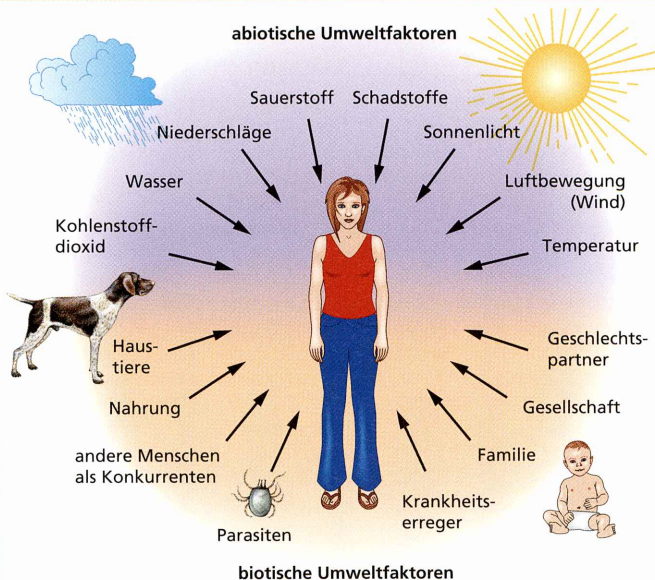 abiotische Umweltfaktoren
Sauerstoff
Schadstoffe
Niederschläge
Sonnenlicht
Wasser
Luftbewegung
(Wind)
Kohlenstoff-
dioxid
Temperatur
Haus-
tiere
Geschlechts-
partner
Nahrung
Gesellschaft
andere Menschen
als Konkurrenten
Familie
Krankheits-
erreger
Parasiten
biotische Umweltfaktoren